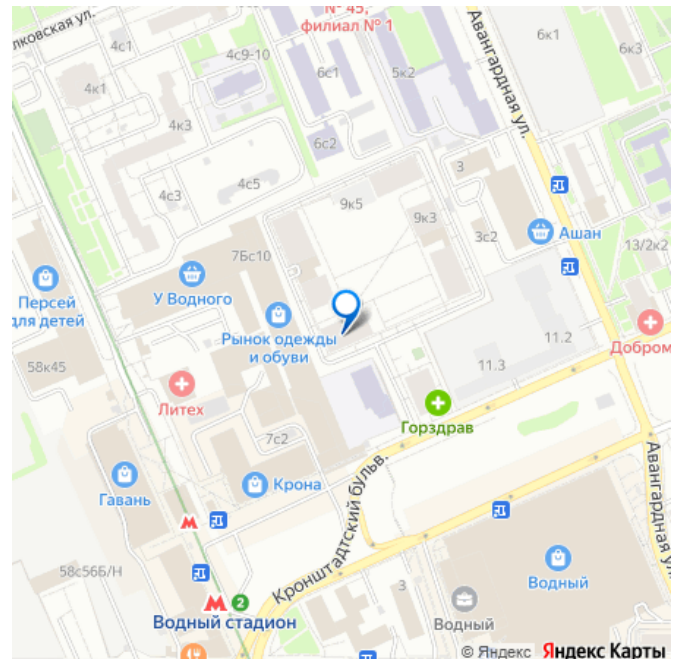 лковская ул.
№ 45,
филиал № 1
4с1
4с9-10
4к1
4к3
6с1
5к2
6к1
6к3
Авангардная ул.
6с2
3
4с3
4с5
9к5
9к3
3с2
Ашан
13/2к2
7Бс10
У Водного
Персей
для детей
Рынок одежды
и обуви
58к45
Литех
11.2
11.3
Добром
Горздрав
7с2
Крона
Гавань
Кронштадтский бульв.
Авангардная ул.
М
58с56Б/Н
М 2
Водный стадион
3
Водный
Водный
© Яндекс Яндекс Карты